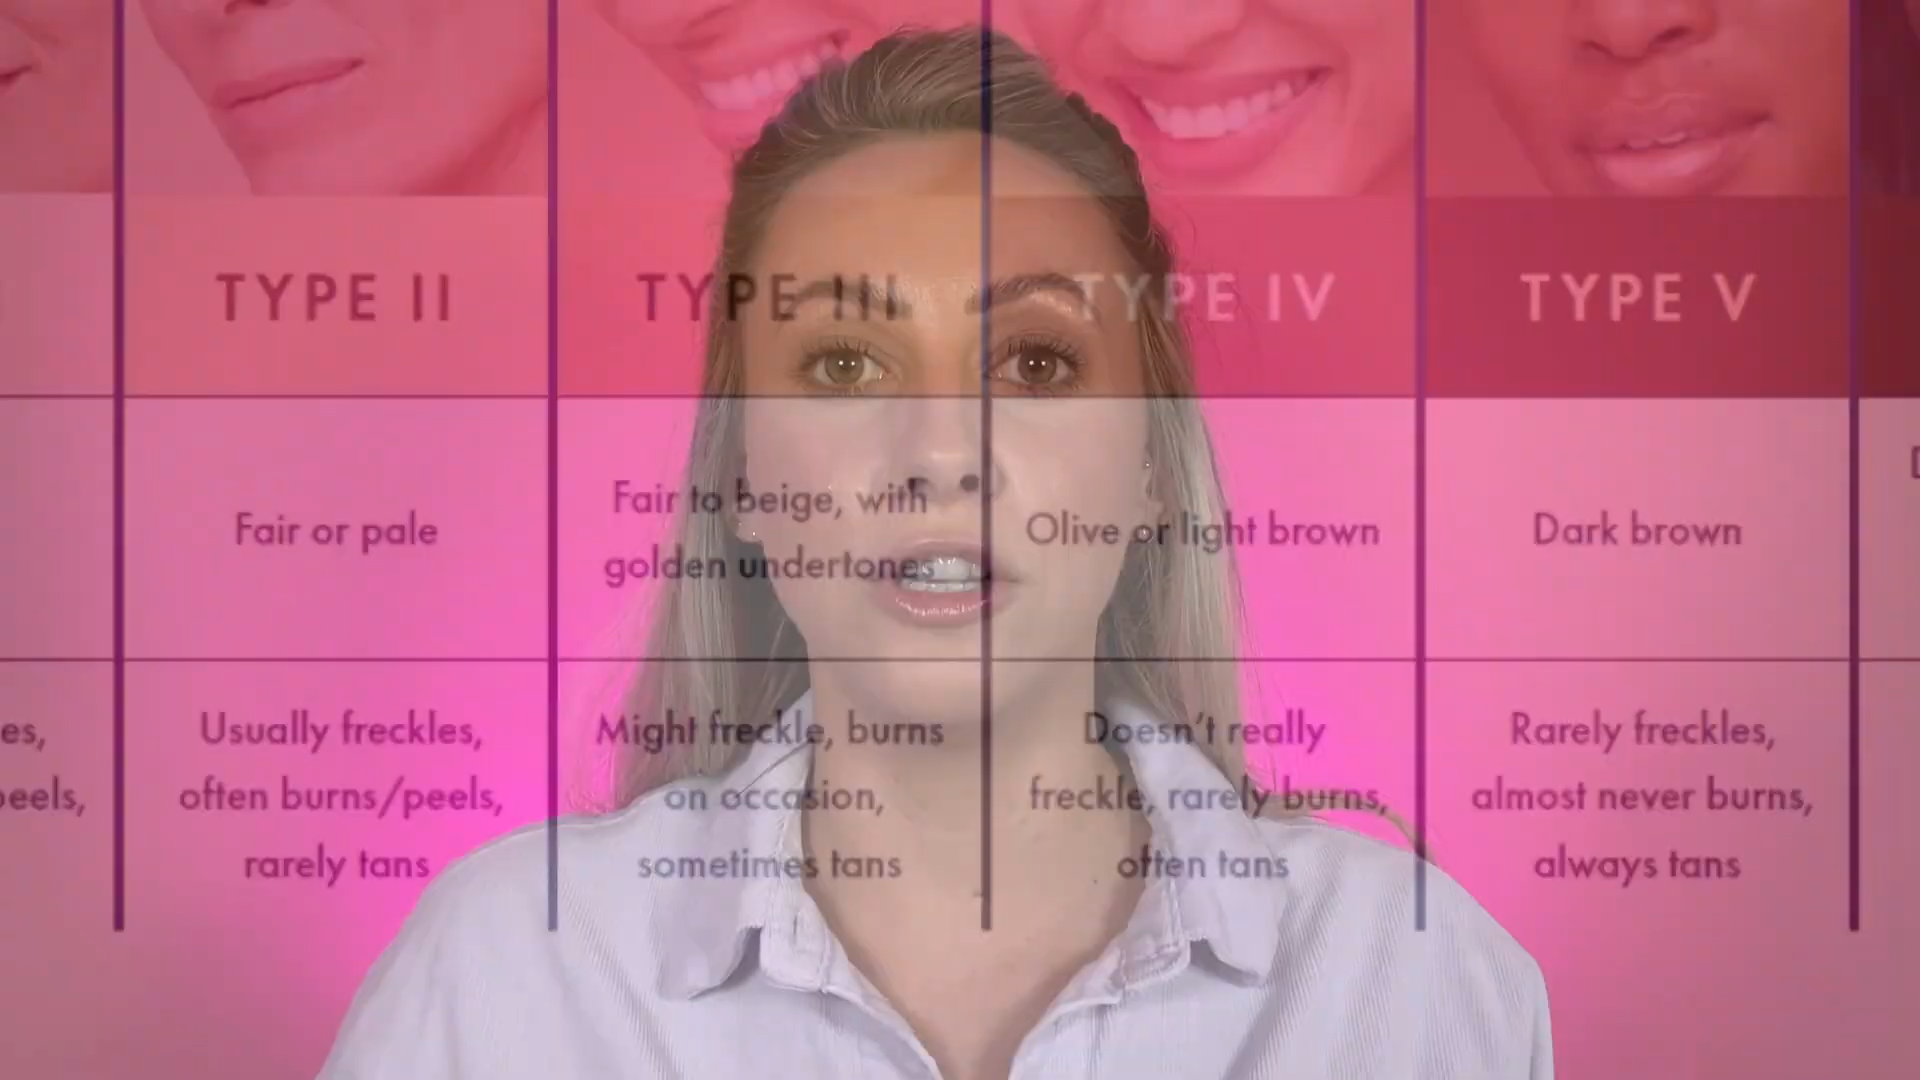 TYPE II
TYPE III
TYPE IV
TYPE V
Fair or pale
Fair to beige, with
golden undertones
Olive or light brown
Dark brown
es,
peels,
Usually freckles,
often burns/peels,
rarely tans
Might freckle, burns
on occasion,
sometimes tans
Doesn't really
freckle, rarely burns,
often tans
Rarely freckles,
almost never burns,
always tans